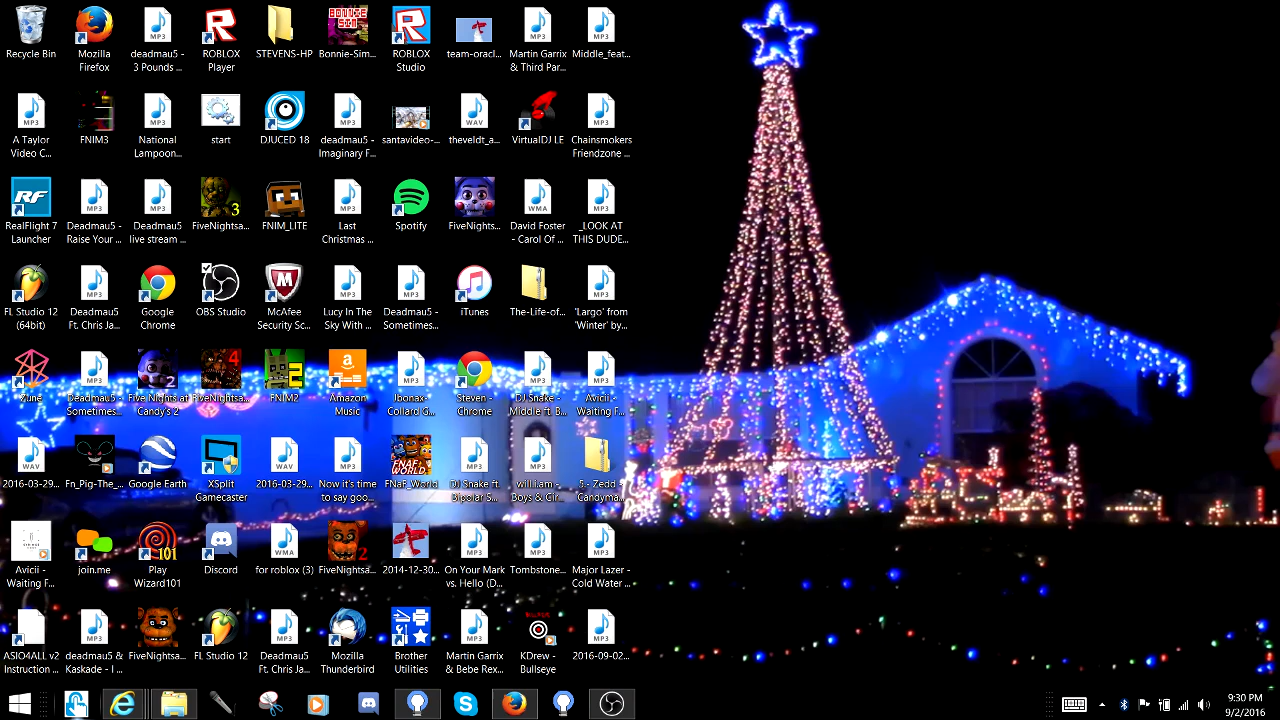 Recycle Bin
Mozilla
Firefox
deadmau5 -
3 Pounds ...
ROBLOX
Player
STEVENS-HP
Bonnie-Sim...
ROBLOX
Studio
team-oracl...
Martin Garrix
& Third Par...
Middle_feat...
A Taylor
Video C...
FNIM3
National
Lampoon...
start
DJUCED 18
deadmau5 -
Imaginary F...
santavideo-...
theveldt_a...
VirtualDJ LE
Chainsmokers
Friendzone ...
RealFlight 7
Launcher
Deadmau5 -
Raise Your ...
Deadmau5
live stream ...
FiveNightsa...
FNIM_LITE
Last
Christmas ...
Spotify
FiveNights...
David Foster
- Carol Of ...
_LOOK AT
THIS DUDE...
FL Studio 12
(64bit)
Deadmau5
Ft. Chris Ja...
Google
Chrome
OBS Studio
McAfee
Security Sc...
Lucy In The
Sky With ...
Deadmau5 -
Sometimes...
iTunes
The-Life-of...
'Largo' from
'Winter' by...
Zune
Deadmau5 -
Sometimes...
Five Nights at
Candy's 2
FiveNightsa...
FNIM2
Amazon
Music
Ibonax-
Collard G...
Steven -
Chrome
DJ Snake -
Middle ft. B...
Avicii -
Waiting F...
2016-03-29...
Fn_Pig-The_...
Google Earth
XSplit
Gamecaster
2016-03-29...
Now it's time
to say goo...
FNaF_World
DJ Snake ft.
Bipolar S...
willliam -
Boys & Gir...
5.- Zedd -
Candyma...
Avicii -
Waiting F...
join.me
Play
Wizard101
Discord
for roblox (3)
FiveNightsa...
2014-12-30...
On Your Mark
vs. Hello (D...
Tombstone...
Major Lazer -
Cold Water ...
ASIO4ALL v2
Instruction ...
deadmau5 &
Kaskade - I ...
FiveNightsa...
FL Studio 12
Deadmau5
Ft. Chris Ja...
Mozilla
Thunderbird
Brother
Utilities
Martin Garrix
& Bebe Rex...
KDrew -
Bullseye
2016-09-02...
9:30 PM
9/2/2016